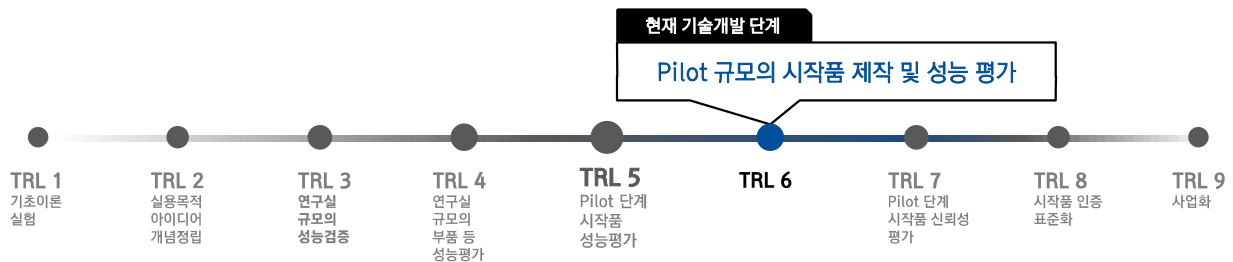 현재 기술개발 단계
Pilot 규모의 시작품 제작 및 성능 평가
TRL 1
기초이론
실험
TRL 2
실용목적
아이디어
개념정립
TRL 3
연구실
규모의
성능검증
TRL 4
연구실
규모의
부품 등
성능평가
TRL 5
Pilot 단계
시작품
성능평가
TRL 6
TRL 7
Pilot 단계
시작품 신뢰성
평가
TRL 8
시작품 인증
표준화
TRL 9
사업화